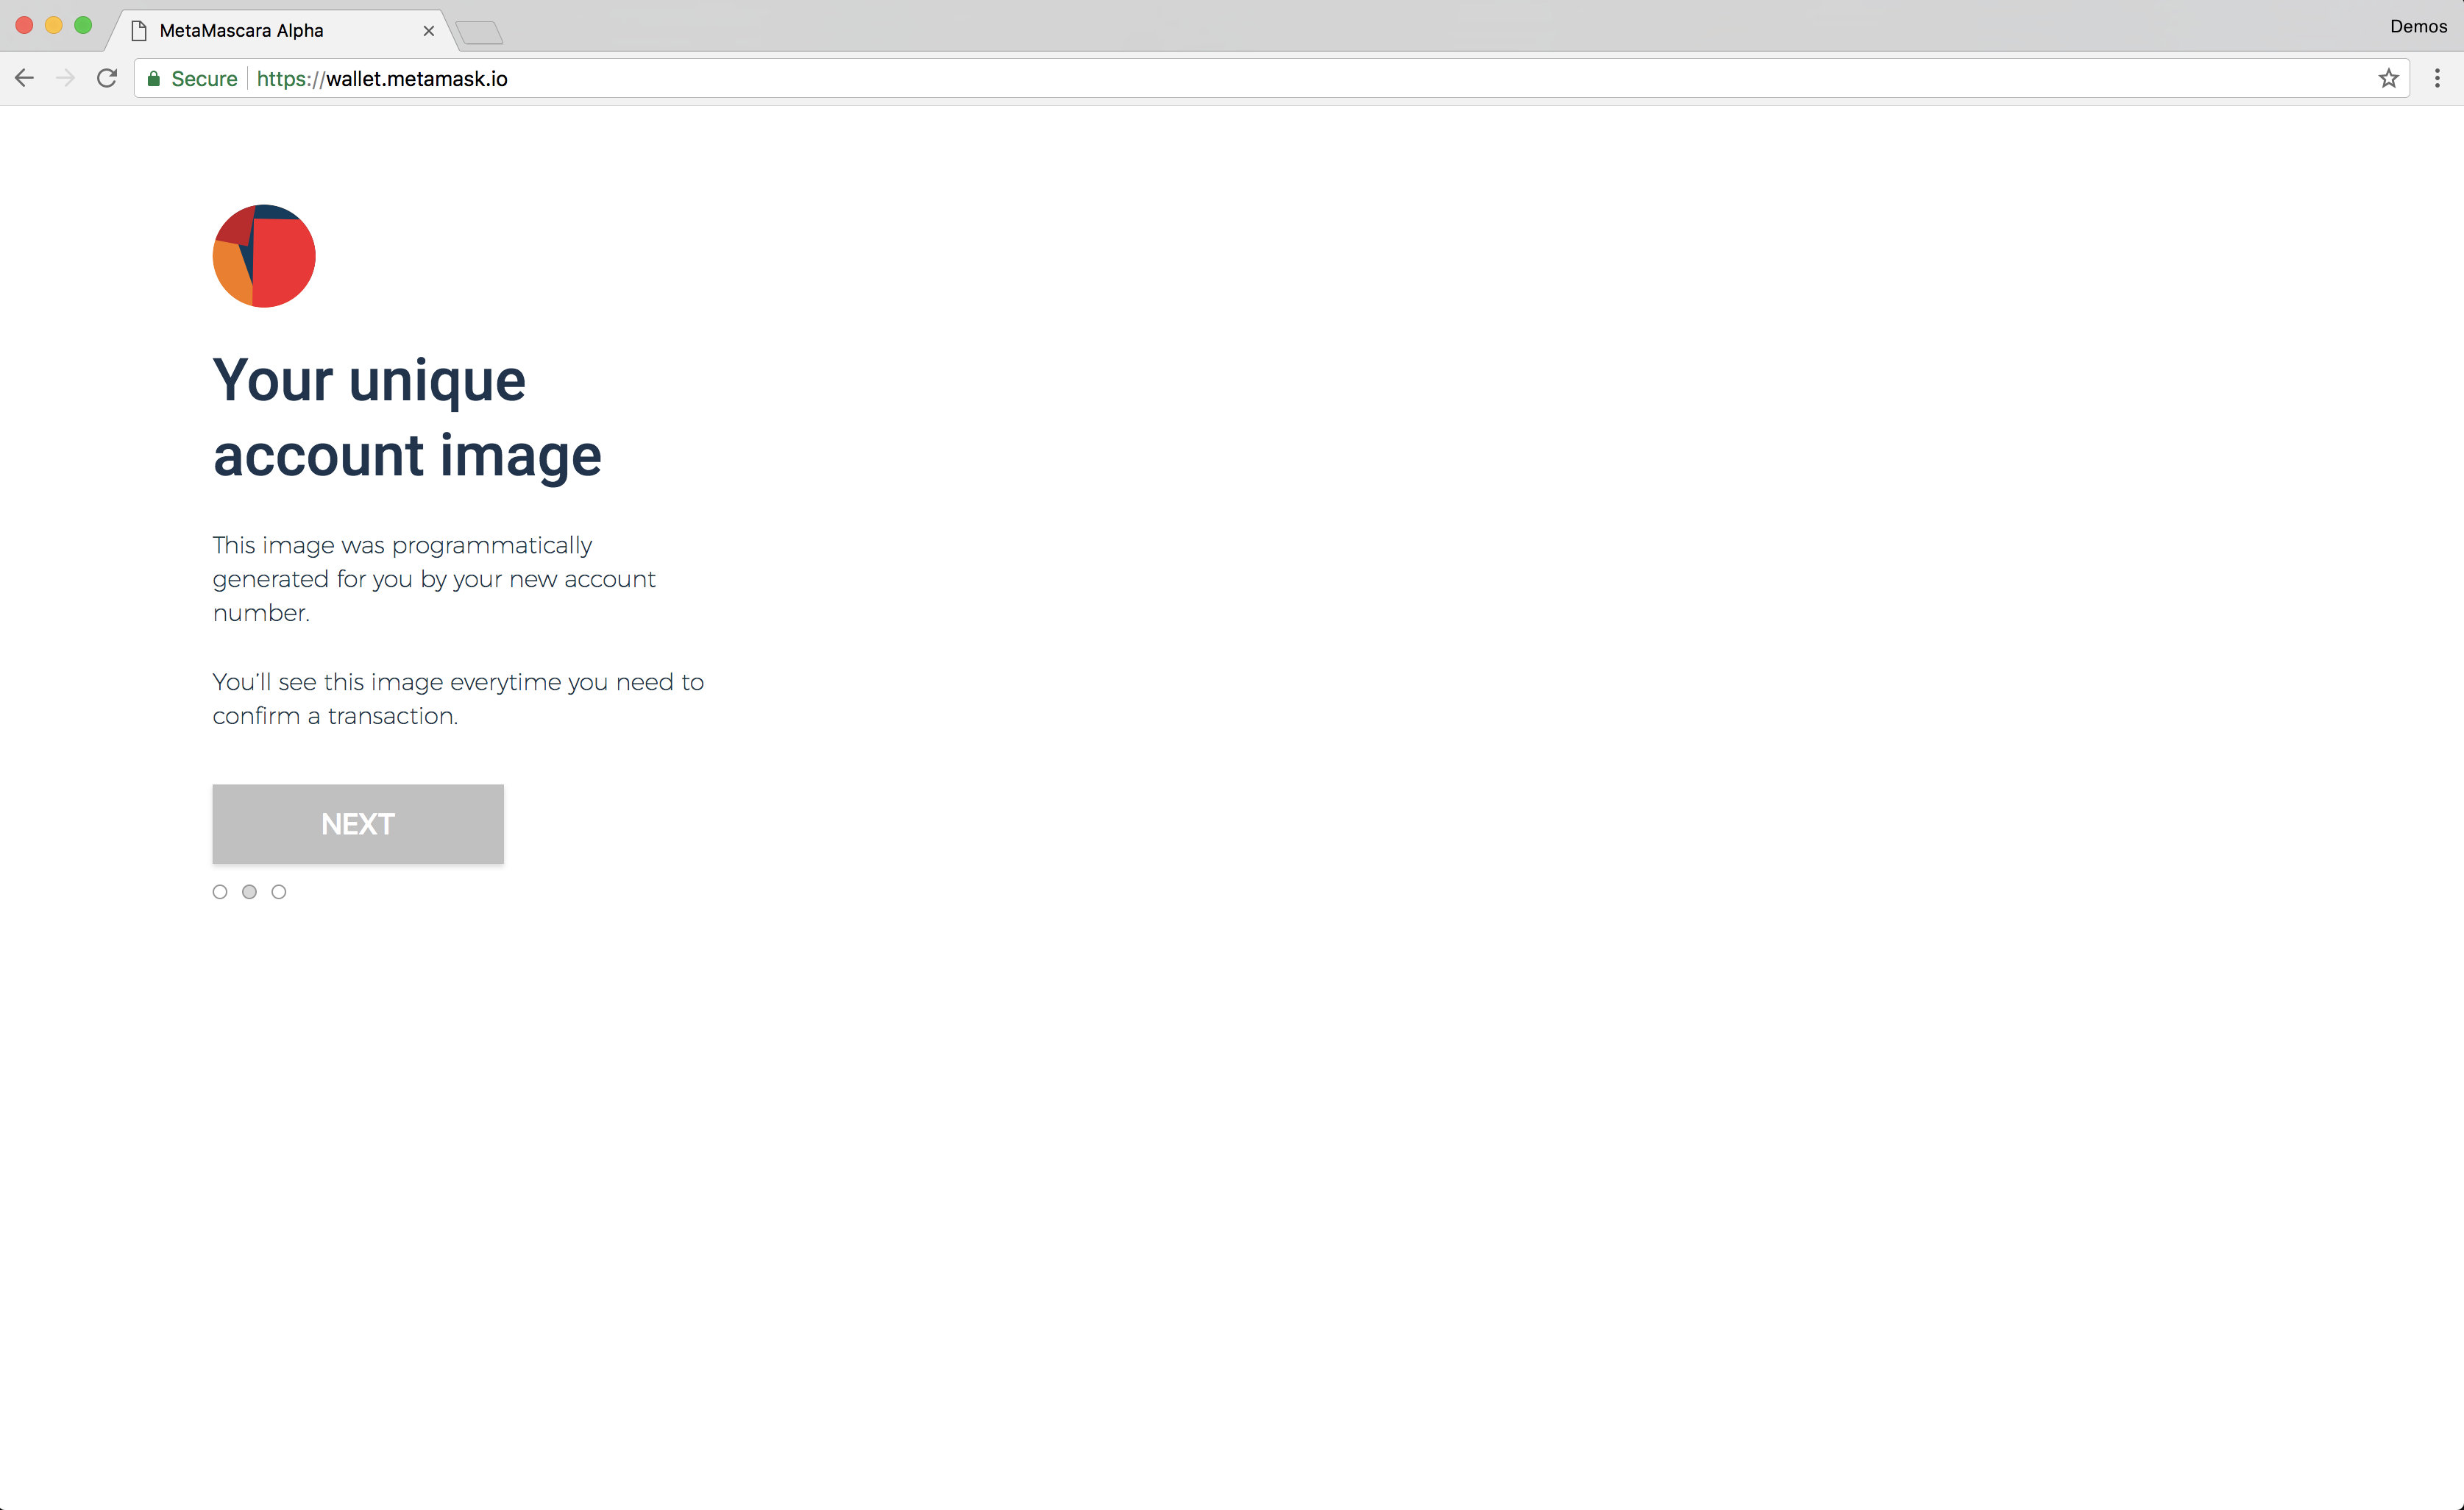 MetaMascara Alpha
Demos
Secure
https://wallet.metamask.io
Your unique
account image
This image was programmatically
generated for you by your new account
number.
You’ll see this image everytime you need to
confirm a transaction.
NEXT